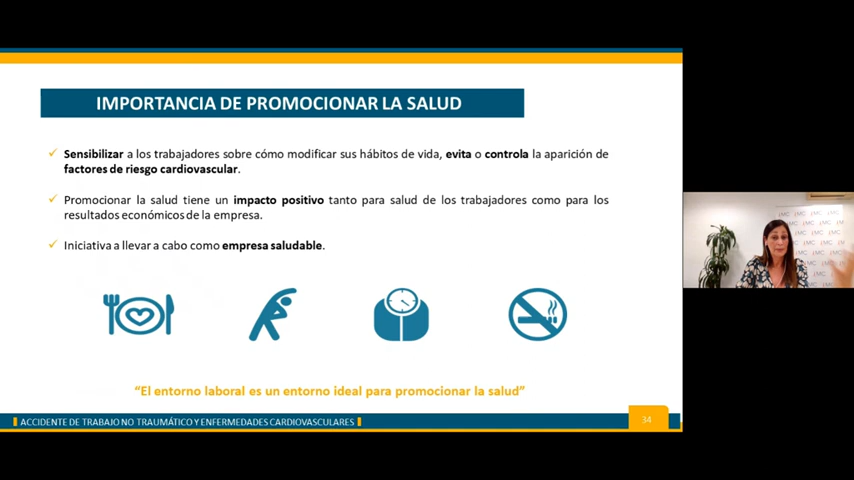 IMPORTANCIA DE PROMOCIONAR LA SALUD
Sensibilizar a los trabajadores sobre cómo modificar sus hábitos de vida, evita o controla la aparición de
factores de riesgo cardiovascular.
Promocionar la salud tiene un impacto positivo tanto para salud de los trabajadores como para los
resultados económicos de la empresa.
Iniciativa a llevar a cabo como empresa saludable.
“El entorno laboral es un entorno ideal para promocionar la salud”
ACCIDENTE DE TRABAJO NO TRAUMÁTICO Y ENFERMEDADES CARDIOVASCULARES
34